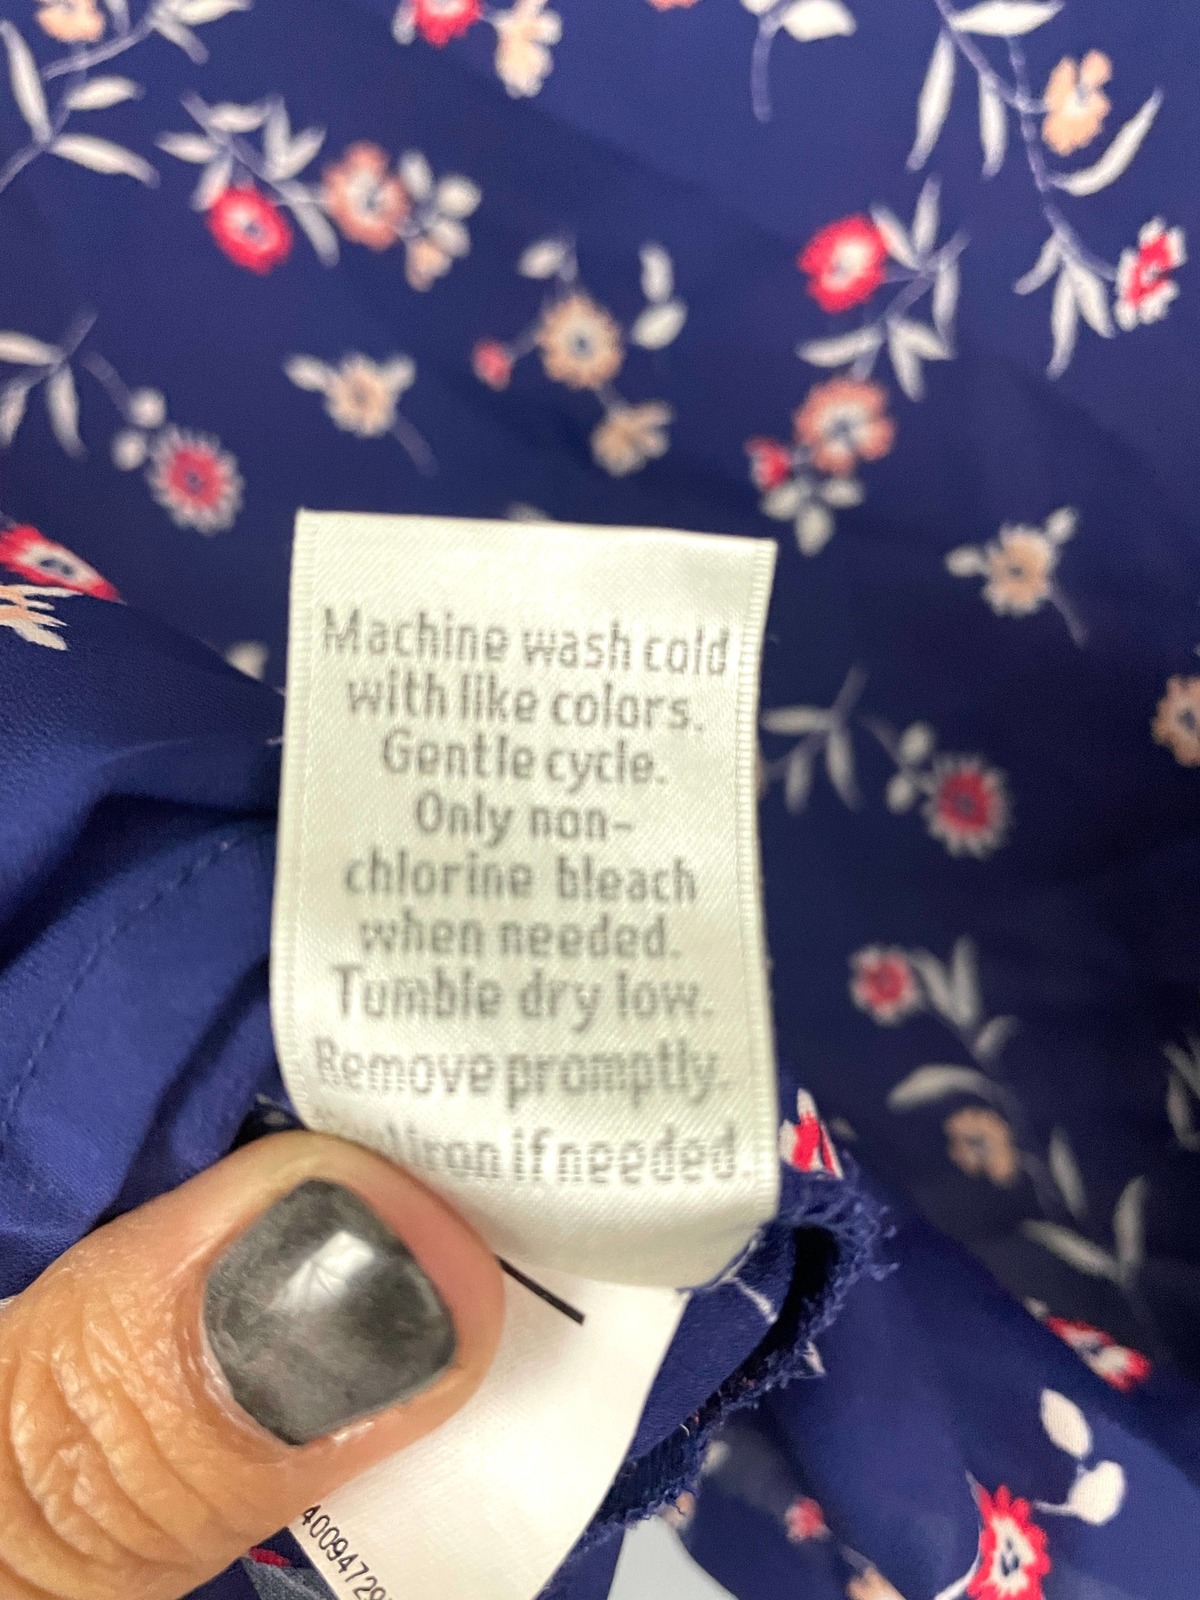 Machine wash cold
with like colors.
Gentle cycle.
Only non-
chlorine bleach
when needed.
Tumble dry low.
Remove promptly.
iron if needed.
40094729